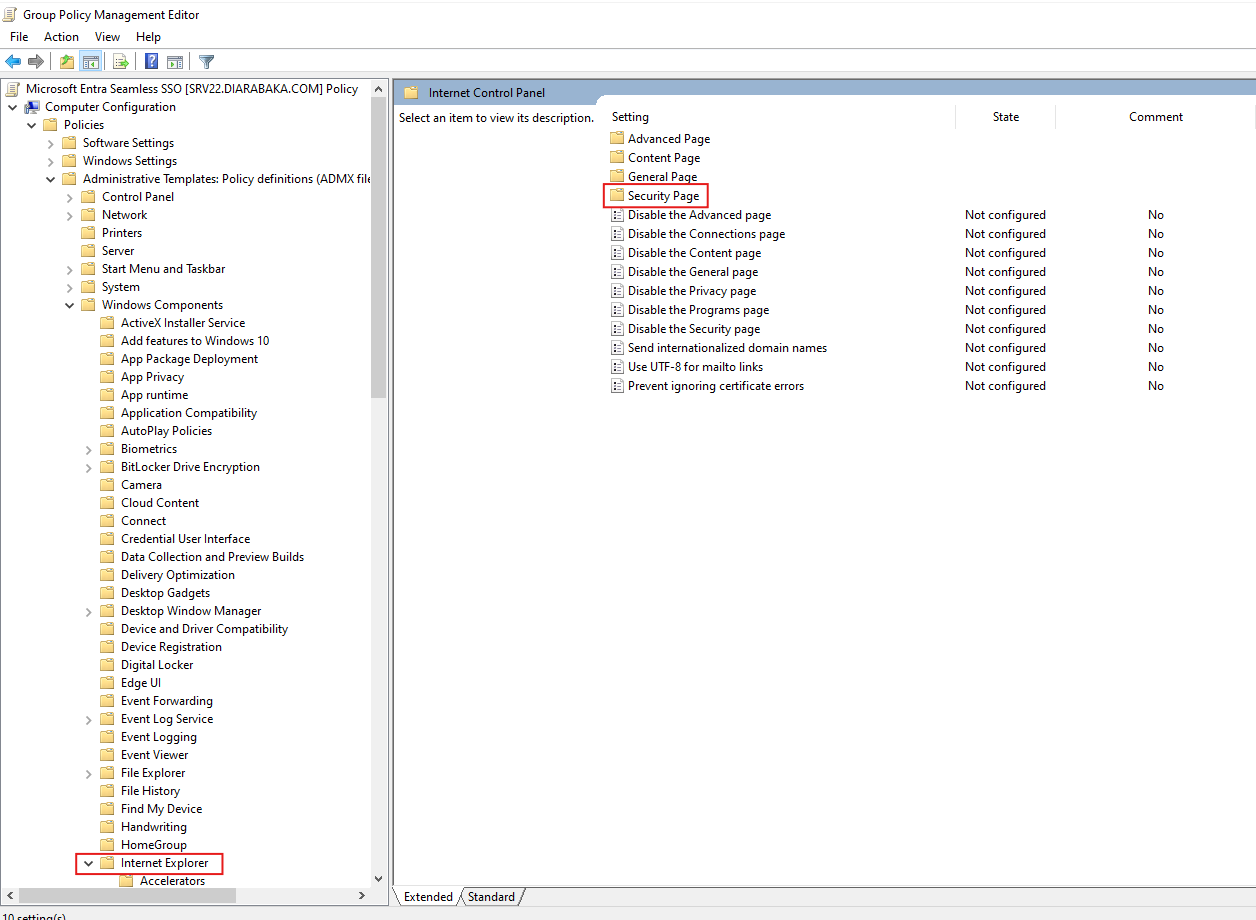 Group Policy Management Editor
File Action View Help
Microsoft Entra Seamless SSO [SRV22.DIARABAKA.COM] Policy
Computer Configuration
Policies
Software Settings
Windows Settings
Administrative Templates: Policy definitions (ADMX file
Control Panel
Network
Printers
Server
Start Menu and Taskbar
System
Windows Components
ActiveX Installer Service
Add features to Windows 10
App Package Deployment
App Privacy
App runtime
Application Compatibility
AutoPlay Policies
Biometrics
BitLocker Drive Encryption
Camera
Cloud Content
Connect
Credential User Interface
Data Collection and Preview Builds
Delivery Optimization
Desktop Gadgets
Desktop Window Manager
Device and Driver Compatibility
Device Registration
Digital Locker
Edge UI
Event Forwarding
Event Log Service
Event Logging
Event Viewer
File Explorer
File History
Find My Device
Handwriting
HomeGroup
Internet Explorer
Accelerators
Internet Control Panel
Select an item to view its description.
Setting State Comment
Advanced Page
Content Page
General Page
Security Page
Disable the Advanced page Not configured No
Disable the Connections page Not configured No
Disable the Content page Not configured No
Disable the General page Not configured No
Disable the Privacy page Not configured No
Disable the Programs page Not configured No
Disable the Security page Not configured No
Send internationalized domain names Not configured No
Use UTF-8 for mailto links Not configured No
Prevent ignoring certificate errors Not configured No
Extended Standard
10 setting(s)